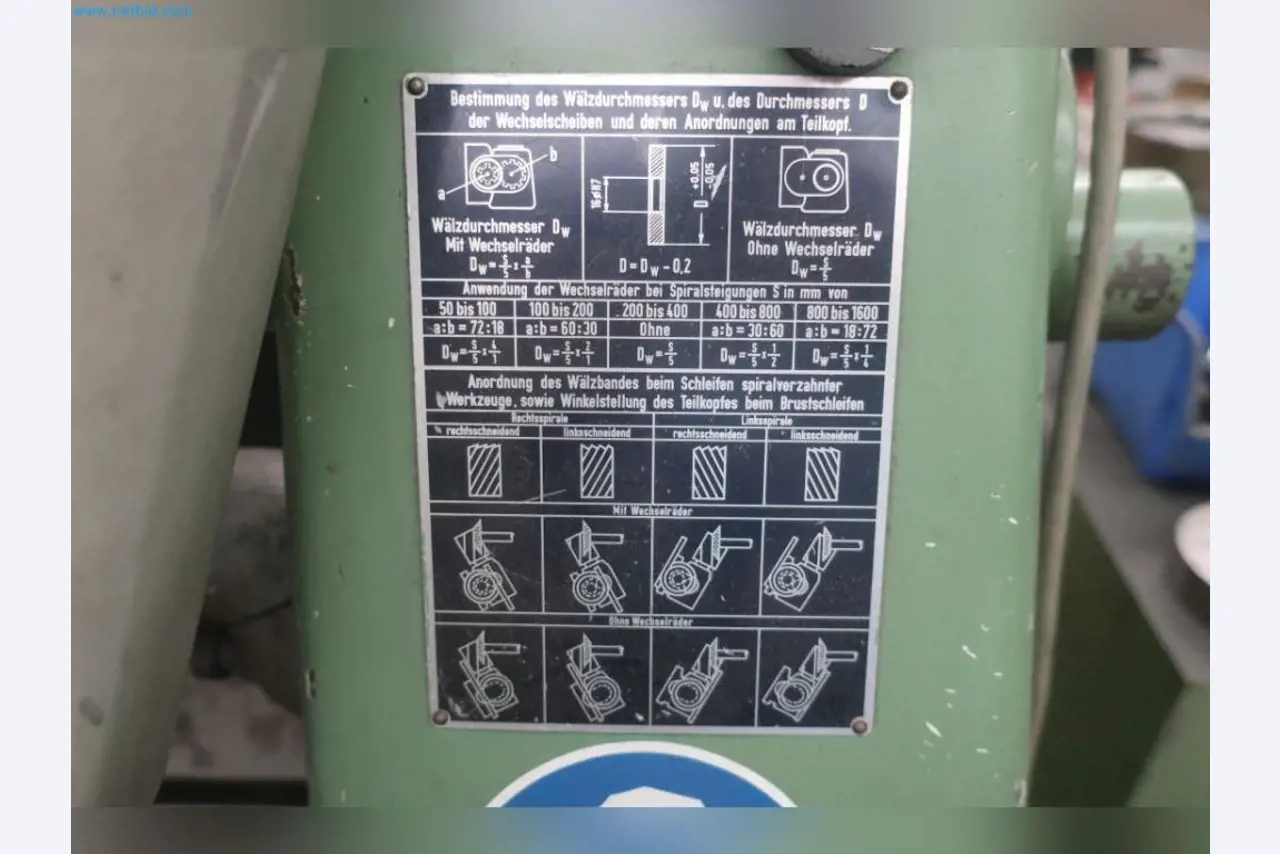 www.netbid.com
Bestimmung des Wälzdurchmessers Dw u. des Durchmessers D
der Wechselscheiben und deren Anordnungen am Teilkopf.
a
b
Wälzdurchmesser Dw
Mit Wechselräder
Dw = S/5 x a/b
16 ø H7
D +0,05 -0,05
D = Dw - 0,2
Wälzdurchmesser Dw
Ohne Wechselräder
Dw = S/5
Anwendung der Wechselräder bei Spiralsteigungen S in mm von
50 bis 100 100 bis 200 200 bis 400 400 bis 800 800 bis 1600
a:b = 72:18 a:b = 60:30 Ohne a:b = 30:60 a:b = 18:72
Dw = S/5 x 4/1 Dw = S/5 x 2/1 Dw = S/5 Dw = S/5 x 1/2 Dw = S/5 x 1/4
Anordnung des Wälzbandes beim Schleifen spiralverzahnter
Werkzeuge, sowie Winkelstellung des Teilkopfes beim Brustschleifen
Rechtsspirale Linksspirale
rechtsschneidend linksschneidend rechtsschneidend linksschneidend
Mit Wechselräder
Ohne Wechselräder